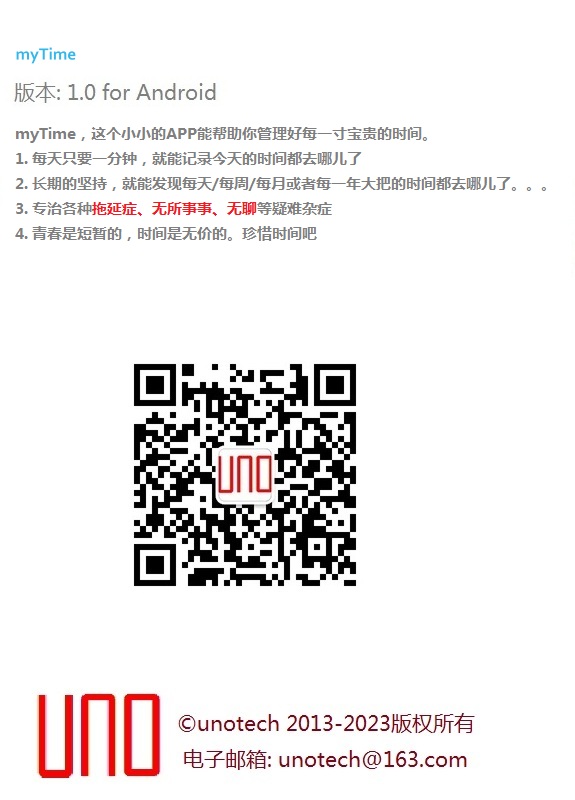 myTime
版本: 1.0 for Android
myTime，这个小小的APP能帮助你管理好每一寸宝贵的时间。
1. 每天只要一分钟，就能记录今天的时间都去哪儿了
2. 长期的坚持，就能发现每天/每周/每月或者每一年大把的时间都去哪儿了。。。
3. 专治各种拖延症、无所事事、无聊等疑难杂症
4. 青春是短暂的，时间是无价的。珍惜时间吧
UNO
UNO
©unotech 2013-2023版权所有
电子邮箱: unotech@163.com